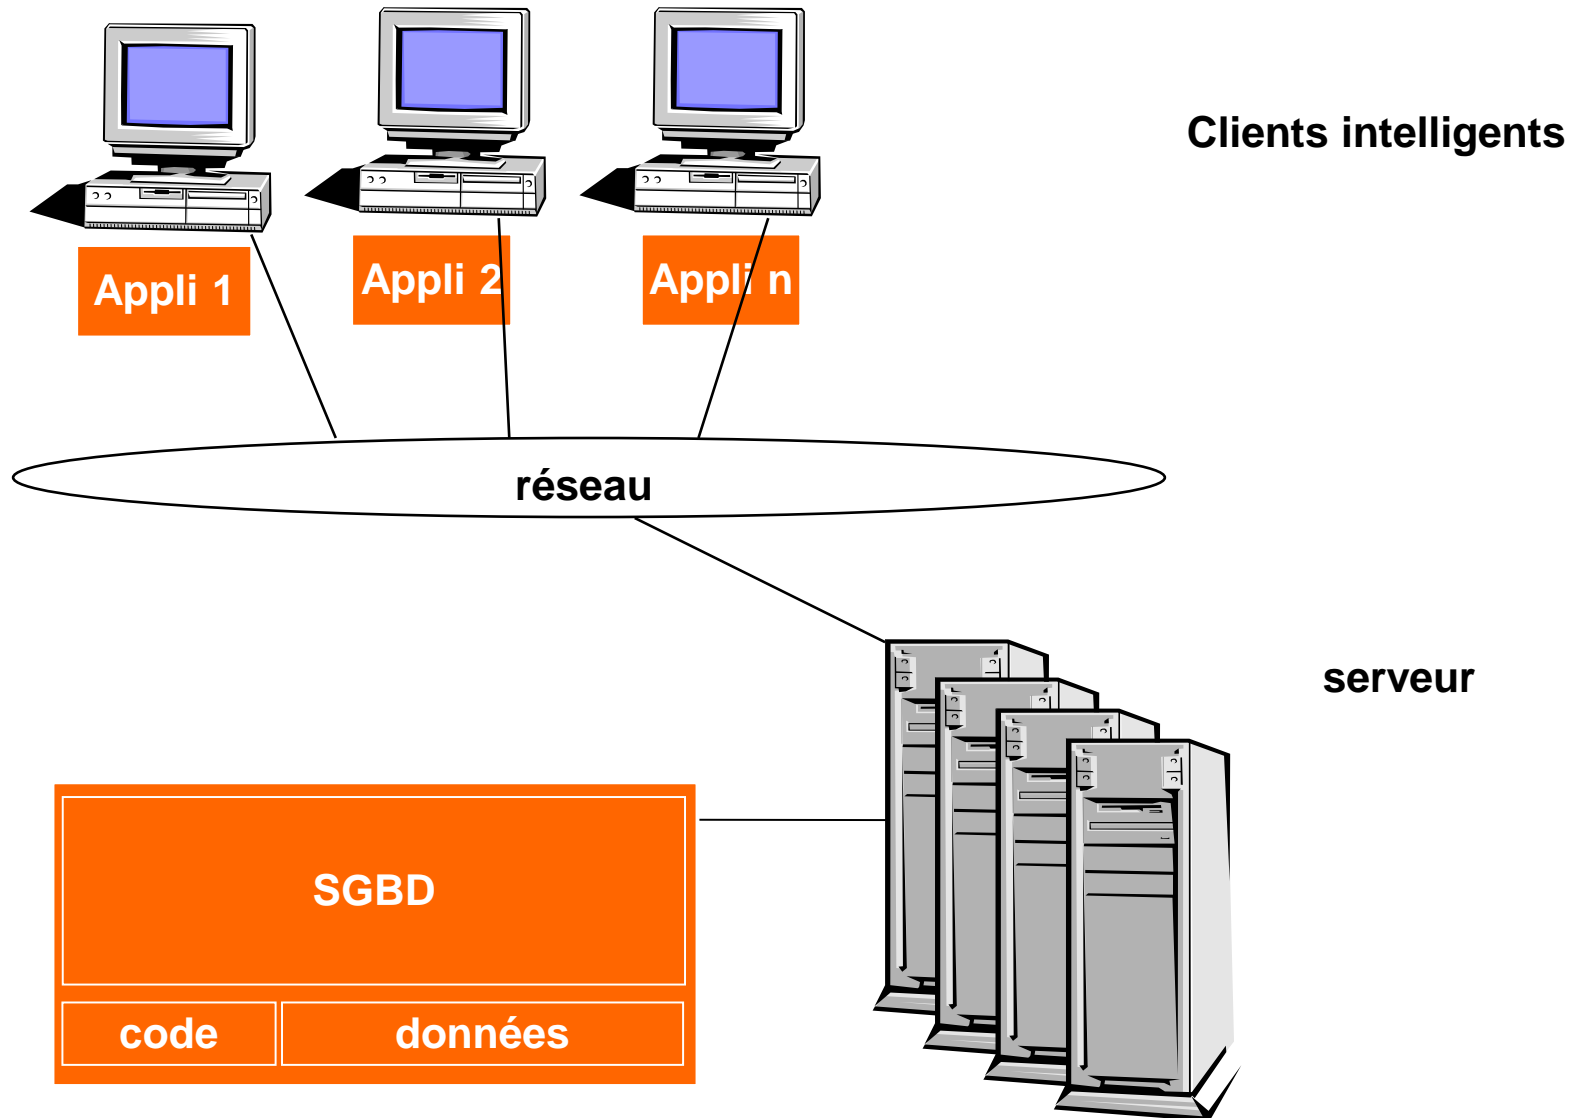 Clients intelligents
Appli 1
Appli 2
Appli n
réseau
serveur
SGBD
code
données